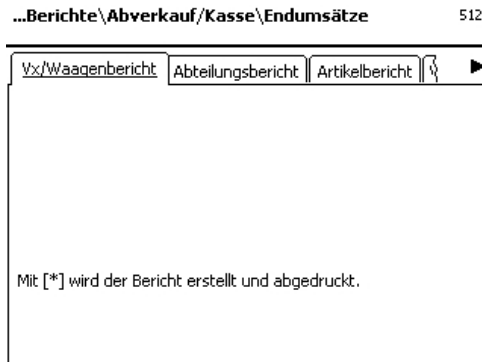 ...Berichte\Abverkauf/Kasse\Endumsätze 512
Vx/Waagenbericht Abteilungsbericht Artikelbericht
Mit [*] wird der Bericht erstellt und abgedruckt.